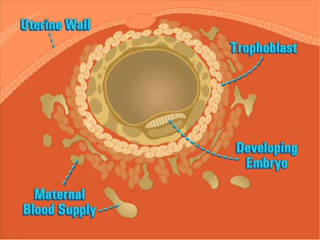 Uterine Wall
Trophoblast
Developing
Embryo
Maternal
Blood Supply